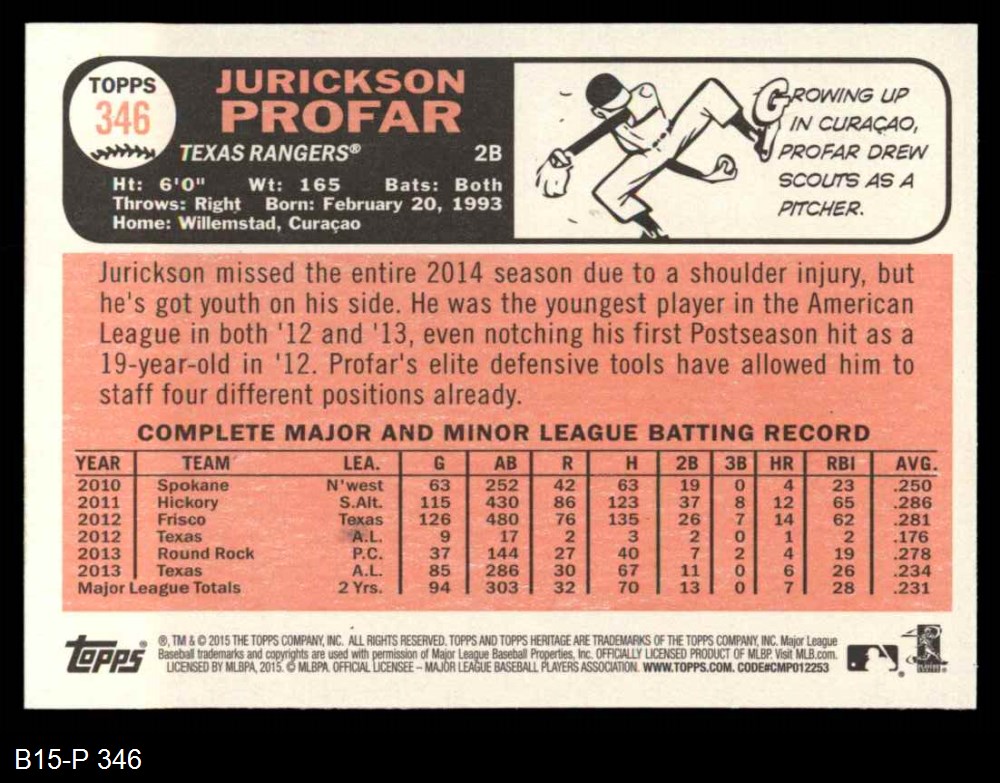 TOPPS
346
JURICKSON
PROFAR
TEXAS RANGERS® 2B
Ht: 6'0" Wt: 165 Bats: Both
Throws: Right Born: February 20, 1993
Home: Willemstad, Curaçao
GROWING UP
IN CURAÇAO,
PROFAR DREW
SCOUTS AS A
PITCHER.
Jurickson missed the entire 2014 season due to a shoulder injury, but
he's got youth on his side. He was the youngest player in the American
League in both '12 and '13, even notching his first Postseason hit as a
19-year-old in '12. Profar's elite defensive tools have allowed him to
staff four different positions already.
COMPLETE MAJOR AND MINOR LEAGUE BATTING RECORD
YEAR TEAM LEA. G AB R H 2B 3B HR RBI AVG.
2010 Spokane N'west 63 252 42 63 19 0 4 23 .250
2011 Hickory S.Alt. 115 430 86 123 37 8 12 65 .286
2012 Frisco Texas 126 480 76 135 26 7 14 62 .281
2012 Texas A.L. 9 17 2 3 2 0 1 2 .176
2013 Round Rock P.C. 37 144 27 40 7 2 4 19 .278
2013 Texas A.L. 85 286 30 67 11 0 6 26 .234
Major League Totals 2 Yrs. 94 303 32 70 13 0 7 28 .231
Topps®
®, TM & © 2015 THE TOPPS COMPANY, INC. ALL RIGHTS RESERVED. TOPPS AND TOPPS HERITAGE ARE TRADEMARKS OF THE TOPPS COMPANY, INC. Major League
Baseball trademarks and copyrights are used with permission of Major League Baseball Properties, Inc. OFFICIALLY LICENSED PRODUCT OF MLBP. Visit MLB.com.
LICENSED BY MLBPA, 2015. © MLBPA. OFFICIAL LICENSEE – MAJOR LEAGUE BASEBALL PLAYERS ASSOCIATION. WWW.TOPPS.COM. CODE#CMP012253
B15-P 346